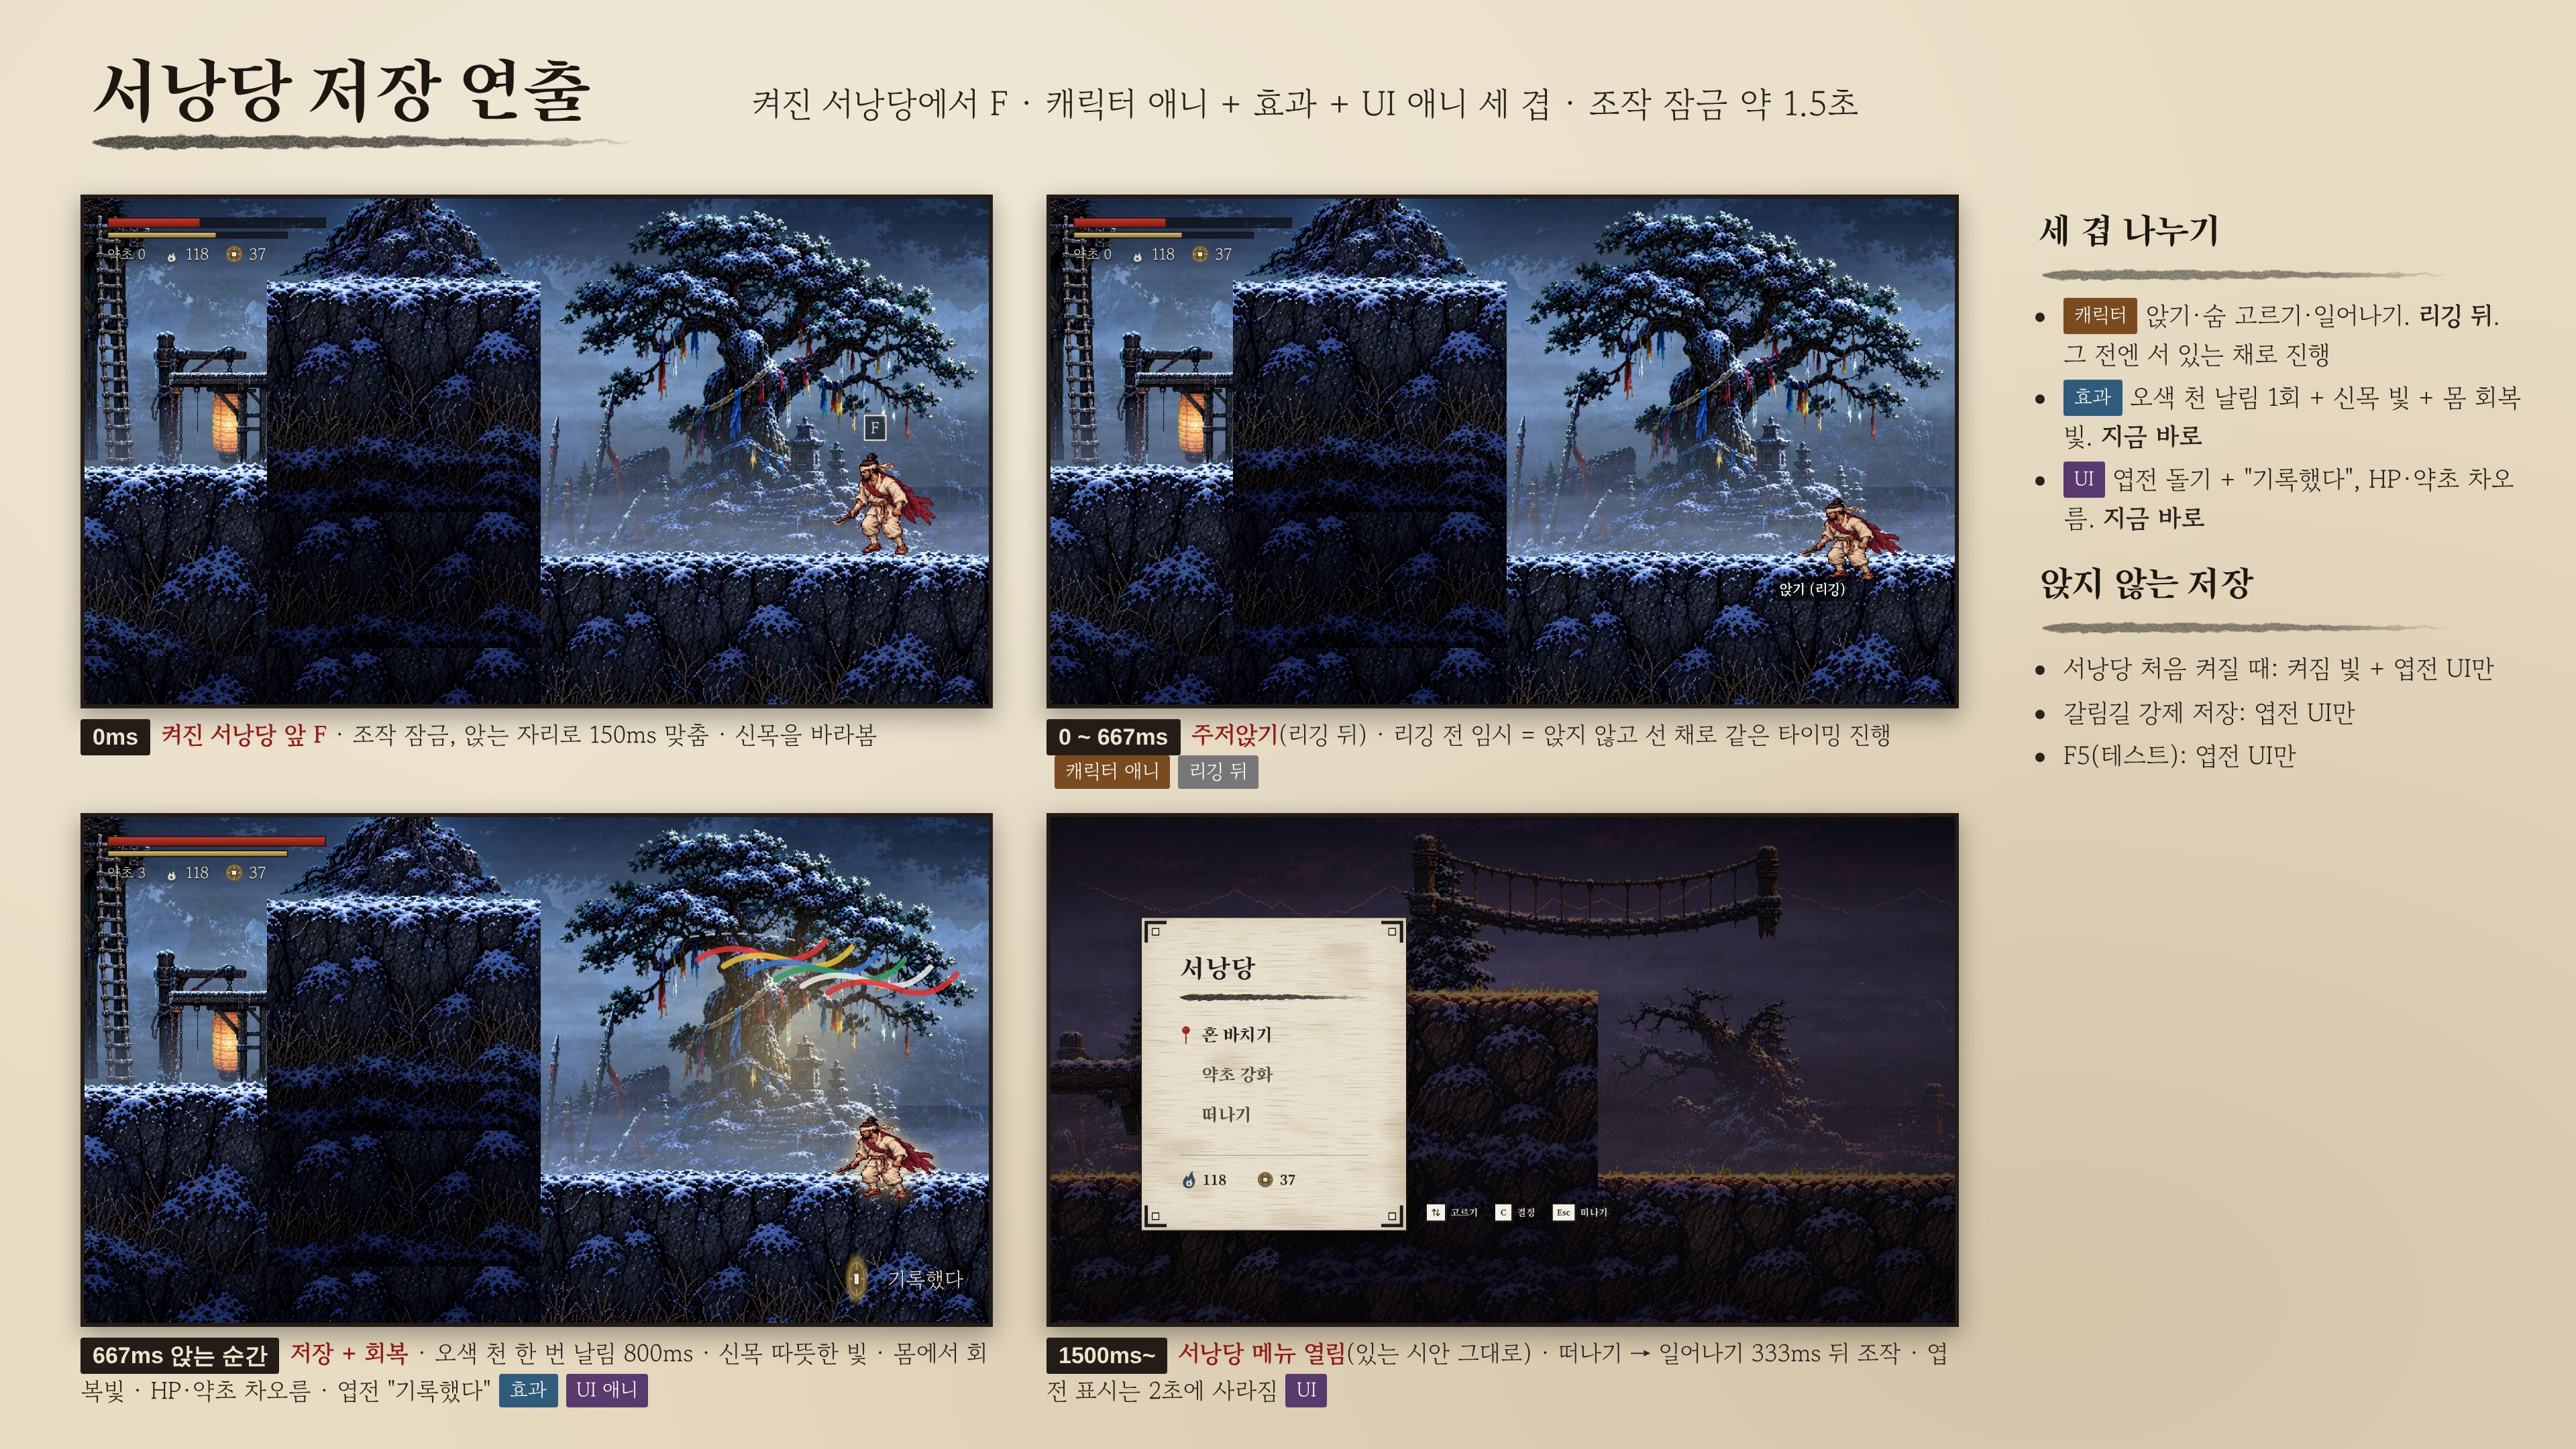 서낭당 저장 연출
켜진 서낭당에서 F · 캐릭터 애니 + 효과 + UI 애니 세 겹 · 조작 잠금 약 1.5초
약초 0 118 37
F
0ms 켜진 서낭당 앞 F · 조작 잠금, 앉는 자리로 150ms 맞춤 · 신목을 바라봄
약초 0 118 37
앉기 (리깅)
0 ~ 667ms 주저앉기(리깅 뒤) · 리깅 전 임시 = 앉지 않고 선 채로 같은 타이밍 진행
캐릭터 애니 리깅 뒤
약초 3 118 37
기록했다
667ms 앉는 순간 저장 + 회복 · 오색 천 한 번 날림 800ms · 신목 따뜻한 빛 · 몸에서 회
복빛 · HP·약초 차오름 · 엽전 "기록했다" 효과 UI 애니
서낭당
혼 바치기
약초 강화
떠나기
118 37
⇅ 고르기 C 결정 Esc 떠나기
1500ms~ 서낭당 메뉴 열림(있는 시안 그대로) · 떠나기 → 일어나기 333ms 뒤 조작 · 엽
전 표시는 2초에 사라짐 UI
세 겹 나누기
• 캐릭터 앉기·숨 고르기·일어나기. 리깅 뒤.
그 전엔 서 있는 채로 진행
• 효과 오색 천 날림 1회 + 신목 빛 + 몸 회복
빛. 지금 바로
• UI 엽전 돌기 + "기록했다", HP·약초 차오
름. 지금 바로
앉지 않는 저장
• 서낭당 처음 켜질 때: 켜짐 빛 + 엽전 UI만
• 갈림길 강제 저장: 엽전 UI만
• F5(테스트): 엽전 UI만